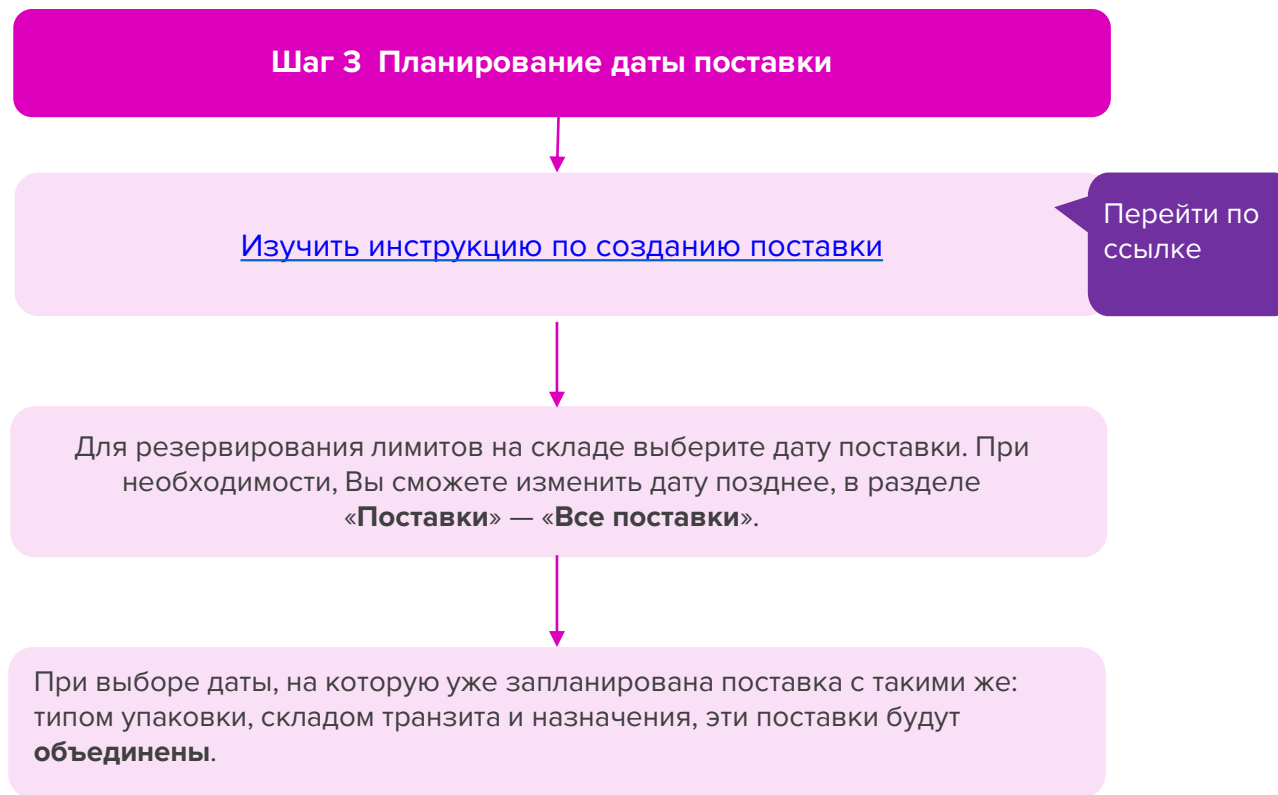 Шаг 3  Планирование даты поставки
Изучить инструкцию по созданию поставки
Перейти по
ссылке
Для резервирования лимитов на складе выберите дату поставки. При
необходимости, Вы сможете изменить дату позднее, в разделе
«Поставки» — «Все поставки».
При выборе даты, на которую уже запланирована поставка с такими же:
типом упаковки, складом транзита и назначения, эти поставки будут
объединены.